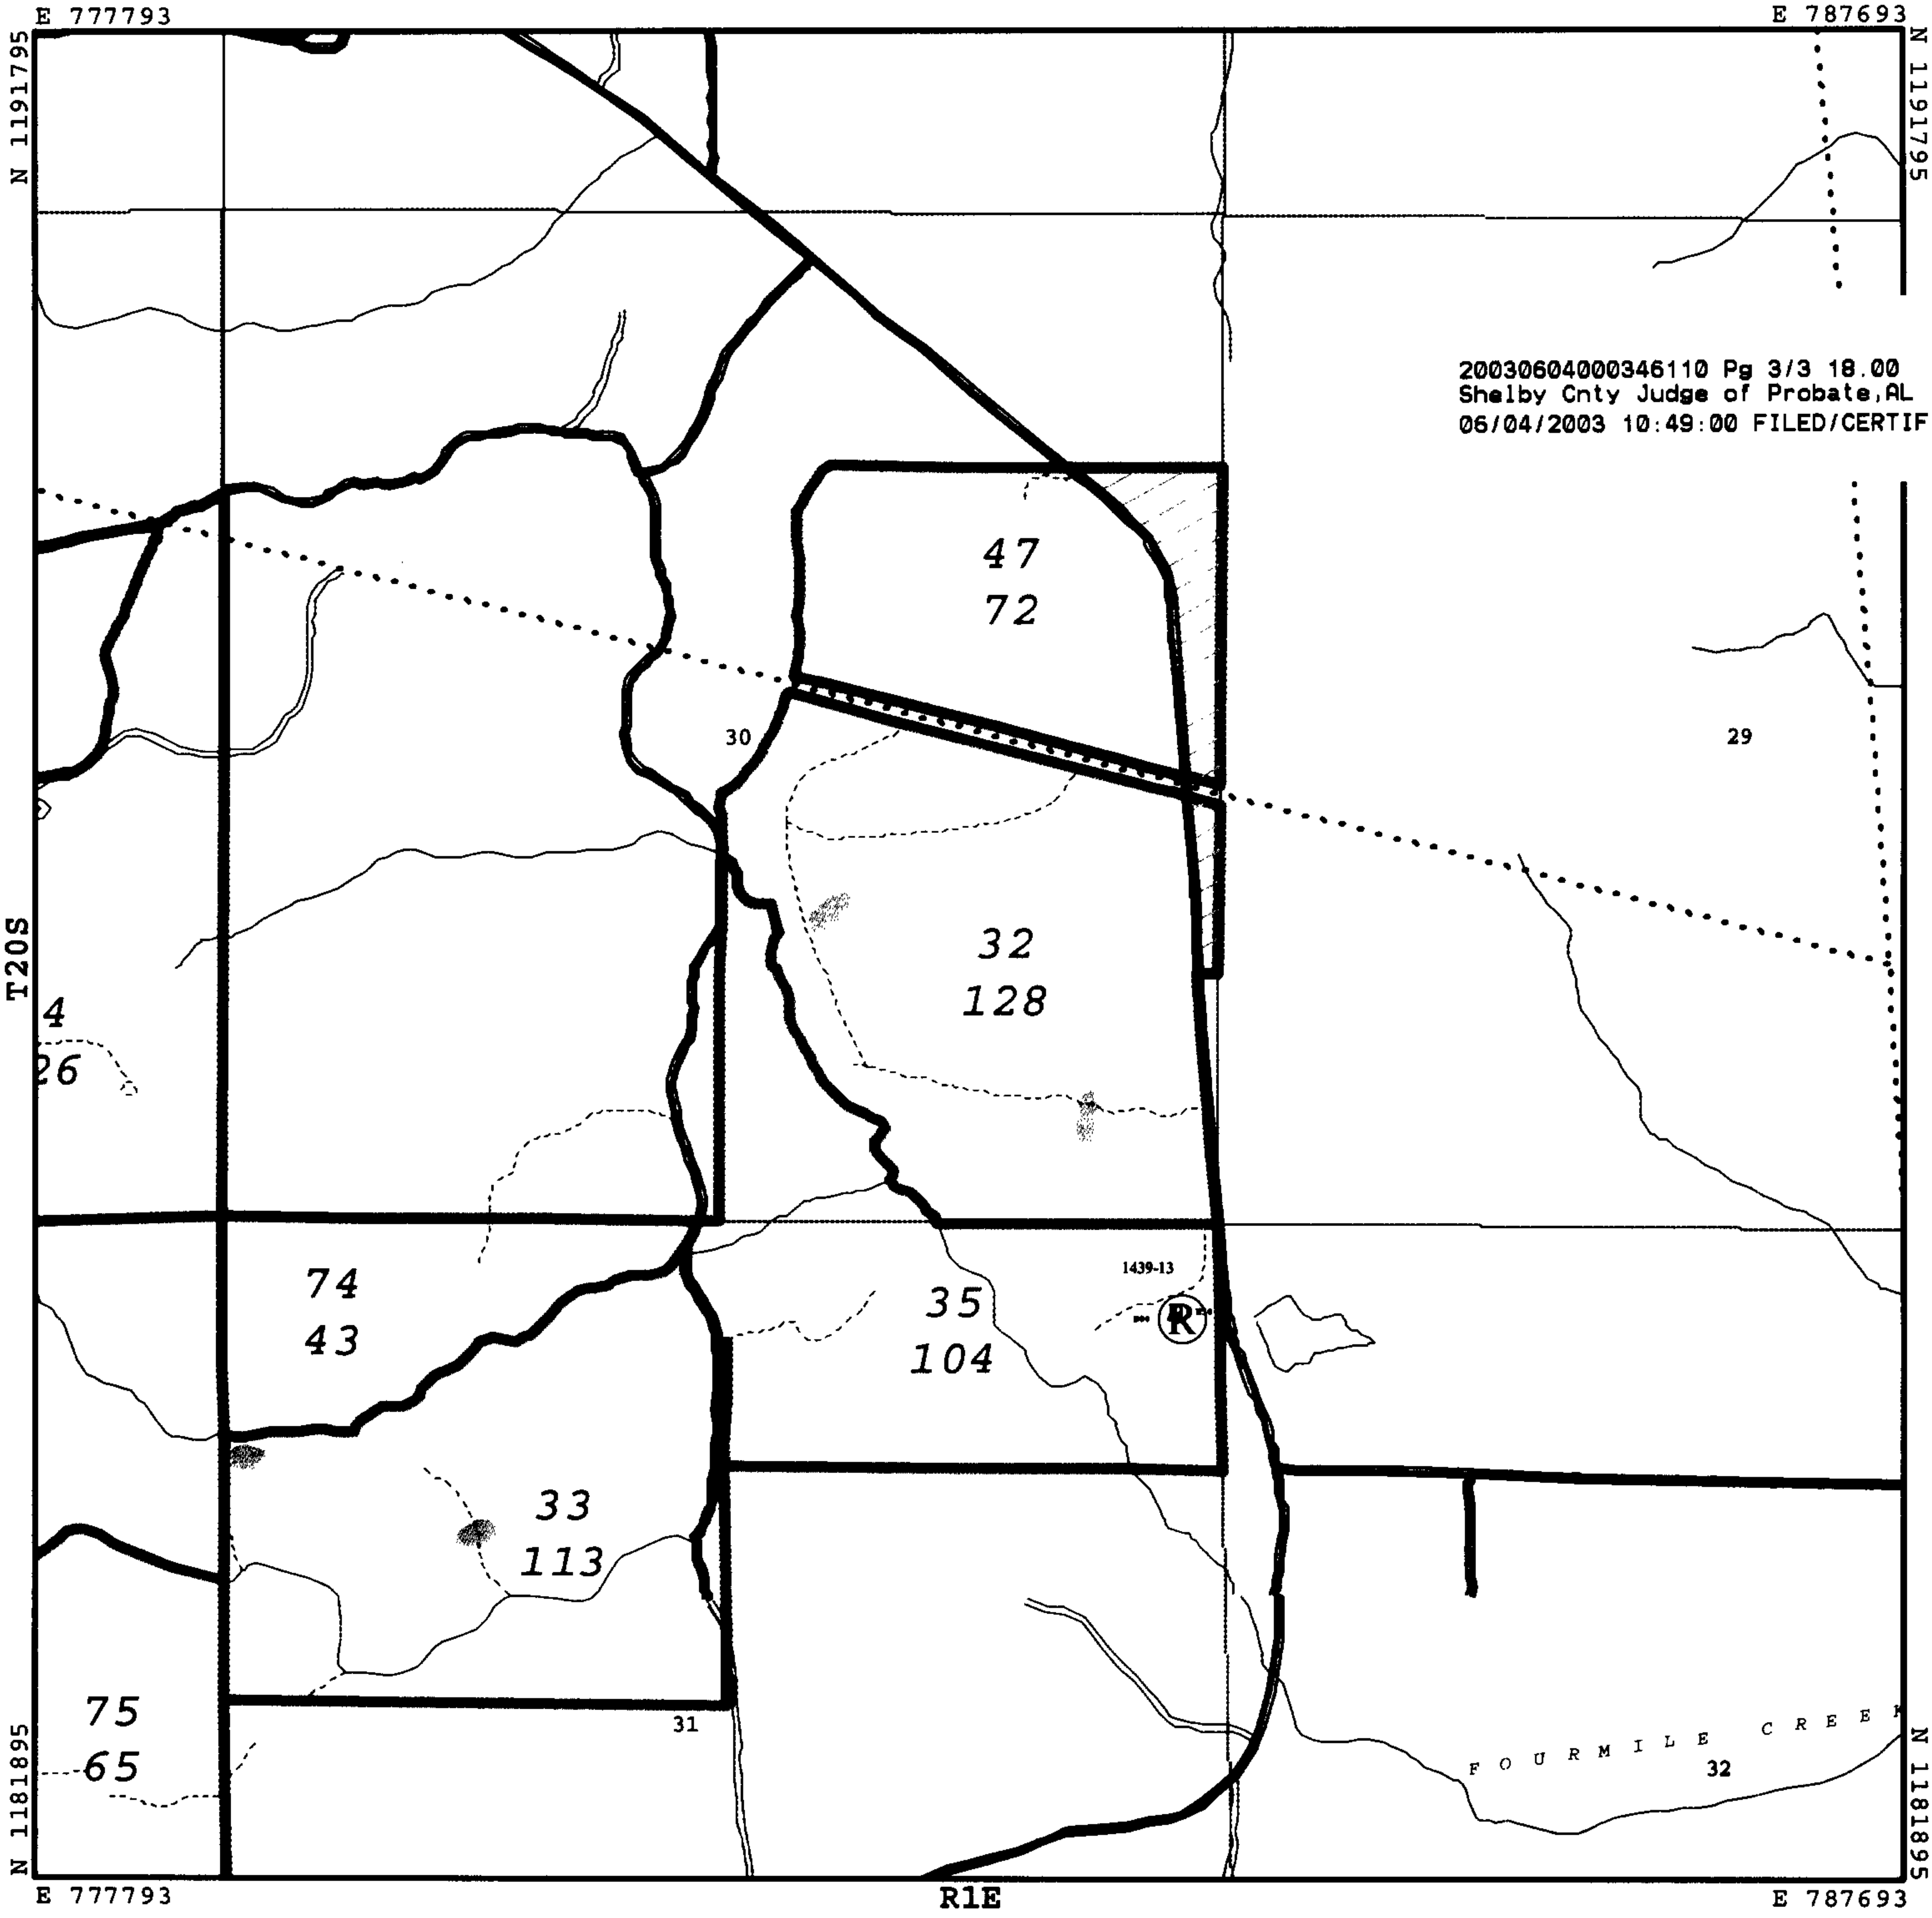 E 777793
E 787693
N 1191795
N 1191795
20030604000346110 Pg 3/3 18.00
Shelby Cnty Judge of Probate,AL
06/04/2003 10:49:00 FILED/CERTIF
47
72
30
29
T20S
32
128
4
26
1439-13
74
43
35
104
R
33
113
75
65
31
FOURMILE CREEK
32
N 1181895
N 1181895
E 777793
R1E
E 787693